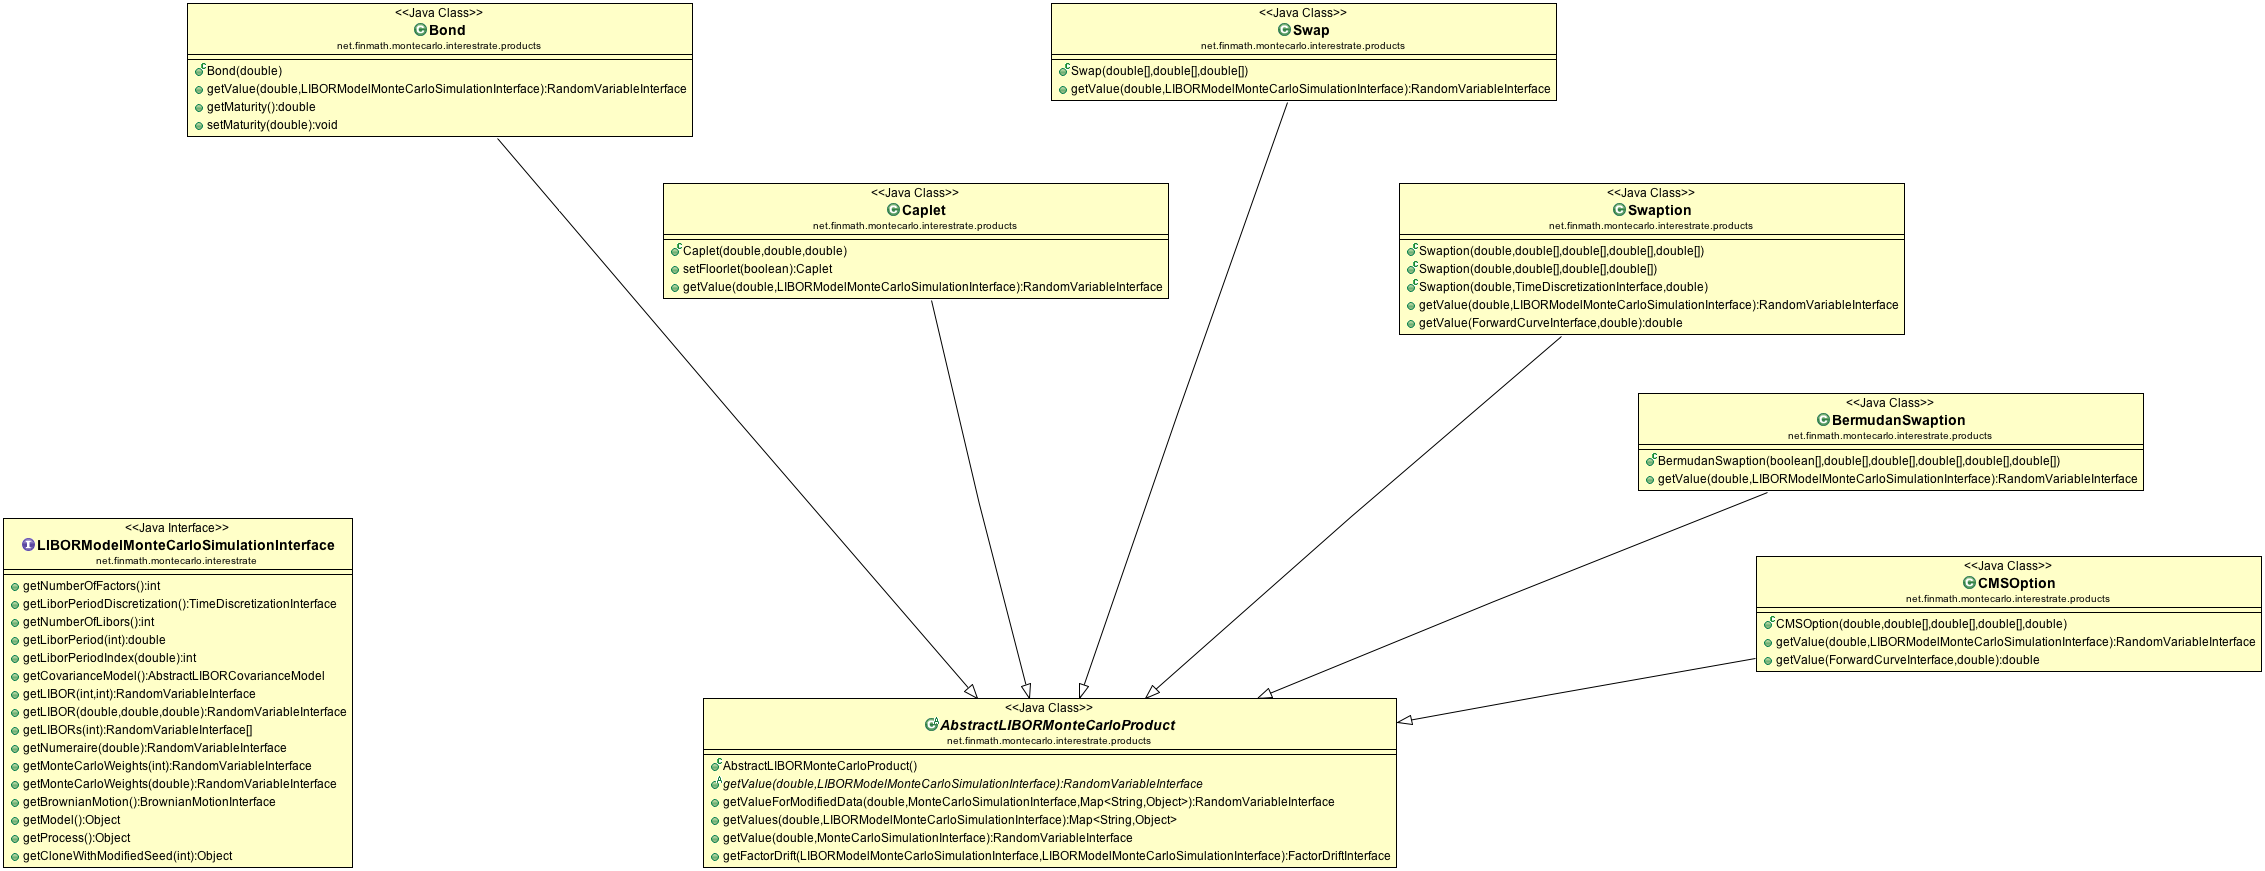 <<Java Class>>
Bond
net.finmath.montecarlo.interestrate.products
Bond(double)
getValue(double,LIBORModelMonteCarloSimulationInterface):RandomVariableInterface
getMaturity():double
setMaturity(double):void
<<Java Class>>
Swap
net.finmath.montecarlo.interestrate.products
Swap(double[],double[],double[])
getValue(double,LIBORModelMonteCarloSimulationInterface):RandomVariableInterface
<<Java Class>>
Caplet
net.finmath.montecarlo.interestrate.products
Caplet(double,double,double)
setFloorlet(boolean):Caplet
getValue(double,LIBORModelMonteCarloSimulationInterface):RandomVariableInterface
<<Java Class>>
Swaption
net.finmath.montecarlo.interestrate.products
Swaption(double,double[],double[],double[],double[])
Swaption(double,double[],double[],double[])
Swaption(double,TimeDiscretizationInterface,double)
getValue(double,LIBORModelMonteCarloSimulationInterface):RandomVariableInterface
getValue(ForwardCurveInterface,double):double
<<Java Class>>
BermudanSwaption
net.finmath.montecarlo.interestrate.products
BermudanSwaption(boolean[],double[],double[],double[],double[],double[])
getValue(double,LIBORModelMonteCarloSimulationInterface):RandomVariableInterface
<<Java Interface>>
LIBORModelMonteCarloSimulationInterface
net.finmath.montecarlo.interestrate
getNumberOfFactors():int
getLiborPeriodDiscretization():TimeDiscretizationInterface
getNumberOfLibors():int
getLiborPeriod(int):double
getLiborPeriodIndex(double):int
getCovarianceModel():AbstractLIBORCovarianceModel
getLIBOR(int,int):RandomVariableInterface
getLIBOR(double,double,double):RandomVariableInterface
getLIBORs(int):RandomVariableInterface[]
getNumeraire(double):RandomVariableInterface
getMonteCarloWeights(int):RandomVariableInterface
getMonteCarloWeights(double):RandomVariableInterface
getBrownianMotion():BrownianMotionInterface
getModel():Object
getProcess():Object
getCloneWithModifiedSeed(int):Object
<<Java Class>>
CMSOption
net.finmath.montecarlo.interestrate.products
CMSOption(double,double[],double[],double[],double)
getValue(double,LIBORModelMonteCarloSimulationInterface):RandomVariableInterface
getValue(ForwardCurveInterface,double):double
<<Java Class>>
AbstractLIBORMonteCarloProduct
net.finmath.montecarlo.interestrate.products
AbstractLIBORMonteCarloProduct()
getValue(double,LIBORModelMonteCarloSimulationInterface):RandomVariableInterface
getValueForModifiedData(double,MonteCarloSimulationInterface,Map<String,Object>):RandomVariableInterface
getValues(double,LIBORModelMonteCarloSimulationInterface):Map<String,Object>
getValue(double,MonteCarloSimulationInterface):RandomVariableInterface
getFactorDrift(LIBORModelMonteCarloSimulationInterface,LIBORModelMonteCarloSimulationInterface):FactorDriftInterface